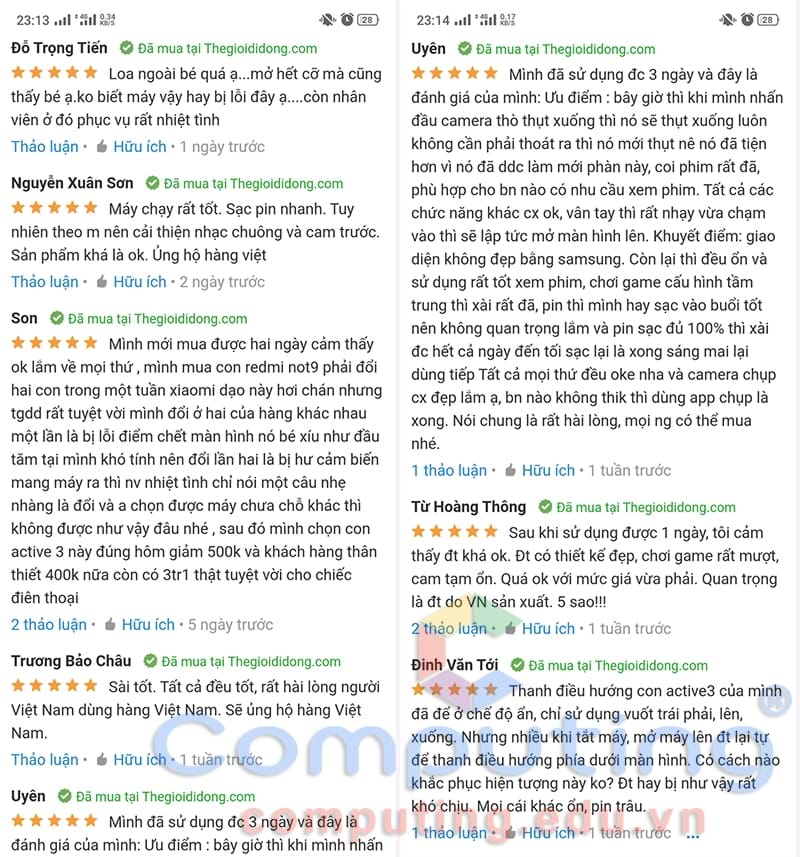 23:13 4G 0.34 KB/S 28
Đỗ Trọng Tiến Đã mua tại Thegioididong.com
Loa ngoài bé quá ạ...mở hết cỡ mà cũng
thấy bé ạ.ko biết máy vậy hay bị lỗi đây ạ....còn nhân
viên ở đó phục vụ rất nhiệt tình
Thảo luận • Hữu ích • 1 ngày trước
Nguyễn Xuân Sơn Đã mua tại Thegioididong.com
Máy chạy rất tốt. Sạc pin nhanh. Tuy
nhiên theo m nên cải thiện nhạc chuông và cam trước.
Sản phẩm khá là ok. Ủng hộ hàng việt
Thảo luận • Hữu ích • 2 ngày trước
Son Đã mua tại Thegioididong.com
Mình mới mua được hai ngày cảm thấy
ok lắm về mọi thứ , mình mua con redmi not9 phải đổi
hai con trong một tuần xiaomi dạo này hơi chán nhưng
tgdd rất tuyệt vời mình đổi ở hai của hàng khác nhau
một lần là bị lỗi điểm chết màn hình nó bé xíu như đầu
tăm tại mình khó tính nên đổi lần hai là bị hư cảm biến
mang máy ra thì nv nhiệt tình chỉ nói một câu nhẹ
nhàng là đổi và a chọn được máy chưa chỗ khác thì
không được như vậy đâu nhé , sau đó mình chọn con
active 3 này đúng hôm giảm 500k và khách hàng thân
thiết 400k nữa còn có 3tr1 thật tuyệt vời cho chiếc
điên thoại
2 thảo luận • Hữu ích • 5 ngày trước
Trương Bảo Châu Đã mua tại Thegioididong.com
Sài tốt. Tất cả đều tốt, rất hài lòng người
Việt Nam dùng hàng Việt Nam. Sẽ ủng hộ hàng Việt
Nam.
Thảo luận • Hữu ích • 1 tuần trước
Uyên Đã mua tại Thegioididong.com
Mình đã sử dụng đc 3 ngày và đây là
đánh giá của mình: Ưu điểm : bây giờ thì khi mình nhấn
23:14 4G 0.17 KB/S 28
Uyên Đã mua tại Thegioididong.com
Mình đã sử dụng đc 3 ngày và đây là
đánh giá của mình: Ưu điểm : bây giờ thì khi mình nhấn
đầu camera thò thụt xuống thì nó sẽ thụt xuống luôn
không cần phải thoát ra thì nó mới thụt nê nó đã tiện
hơn vì nó đã ddc làm mới phàn này, coi phim rất đã,
phù hợp cho bn nào có nhu cầu xem phim. Tất cả các
chức năng khác cx ok, vân tay thì rất nhạy vừa chạm
vào thì sẽ lập tức mở màn hình lên. Khuyết điểm: giao
diện không đẹp bằng samsung. Còn lại thì đều ổn và
sử dụng rất tốt xem phim, chơi game cấu hình tầm
trung thì xài rất đã, pin thì mình hay sạc vào buổi tốt
nên không quan trọng lắm và pin sạc đủ 100% thì xài
đc hết cả ngày đến tối sạc lại là xong sáng mai lại
dùng tiếp Tất cả mọi thứ đều oke nha và camera chụp
cx đẹp lắm ạ, bn nào không thik thì dùng app chụp là
xong. Nói chung là rất hài lòng, mọi ng có thể mua
nhé.
1 thảo luận • Hữu ích • 1 tuần trước
Từ Hoàng Thông Đã mua tại Thegioididong.com
Sau khi sử dụng được 1 ngày, tôi cảm
thấy đt khá ok. Đt có thiết kế đẹp, chơi game rất mượt,
cam tạm ổn. Quá ok với mức giá vừa phải. Quan trọng
là đt do VN sản xuất. 5 sao!!!
2 thảo luận • Hữu ích • 1 tuần trước
Đinh Văn Tới Đã mua tại Thegioididong.com
Thanh điều hướng con active3 của mình
đã để ở chế độ ẩn, chỉ sử dụng vuốt trái phải, lên,
xuống. Nhưng nhiều khi tắt máy, mở máy lên đt lại tự
để thanh điều hướng phía dưới màn hình. Có cách nào
khắc phục hiện tượng này ko? Đt hay bị như vậy rất
khó chịu. Mọi cái khác ổn, pin trâu.
1 thảo luận • Hữu ích • 1 tuần trước ...
Computing ®
computing.edu.vn